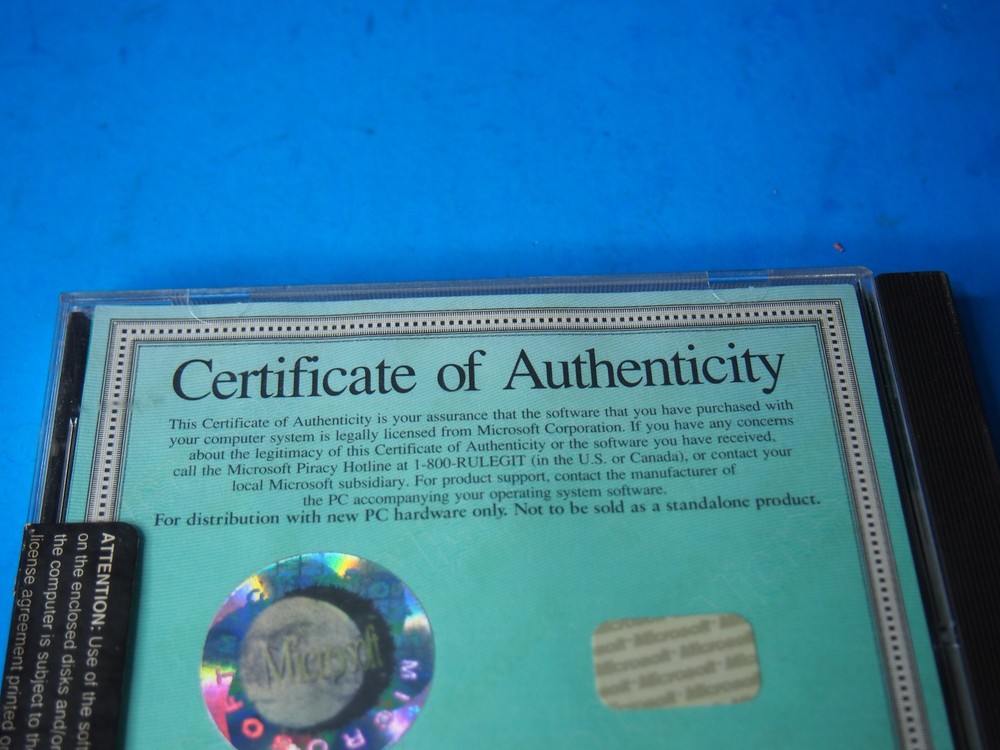 Certificate of Authenticity
This Certificate of Authenticity is your assurance that the software that you have purchased with
your computer system is legally licensed from Microsoft Corporation. If you have any concerns
about the legitimacy of this Certificate of Authenticity or the software you have received,
call the Microsoft Piracy Hotline at 1-800-RULEGIT (in the U.S. or Canada), or contact your
local Microsoft subsidiary. For product support, contact the manufacturer of
the PC accompanying your operating system software.
For distribution with new PC hardware only. Not to be sold as a standalone product.
ATTENTION: Use of the
on the enclosed disks and/or
the computer is subject to
license agreement printed
Microsoft
MICROSOFT
Microsoft
Microsoft
Microsoft